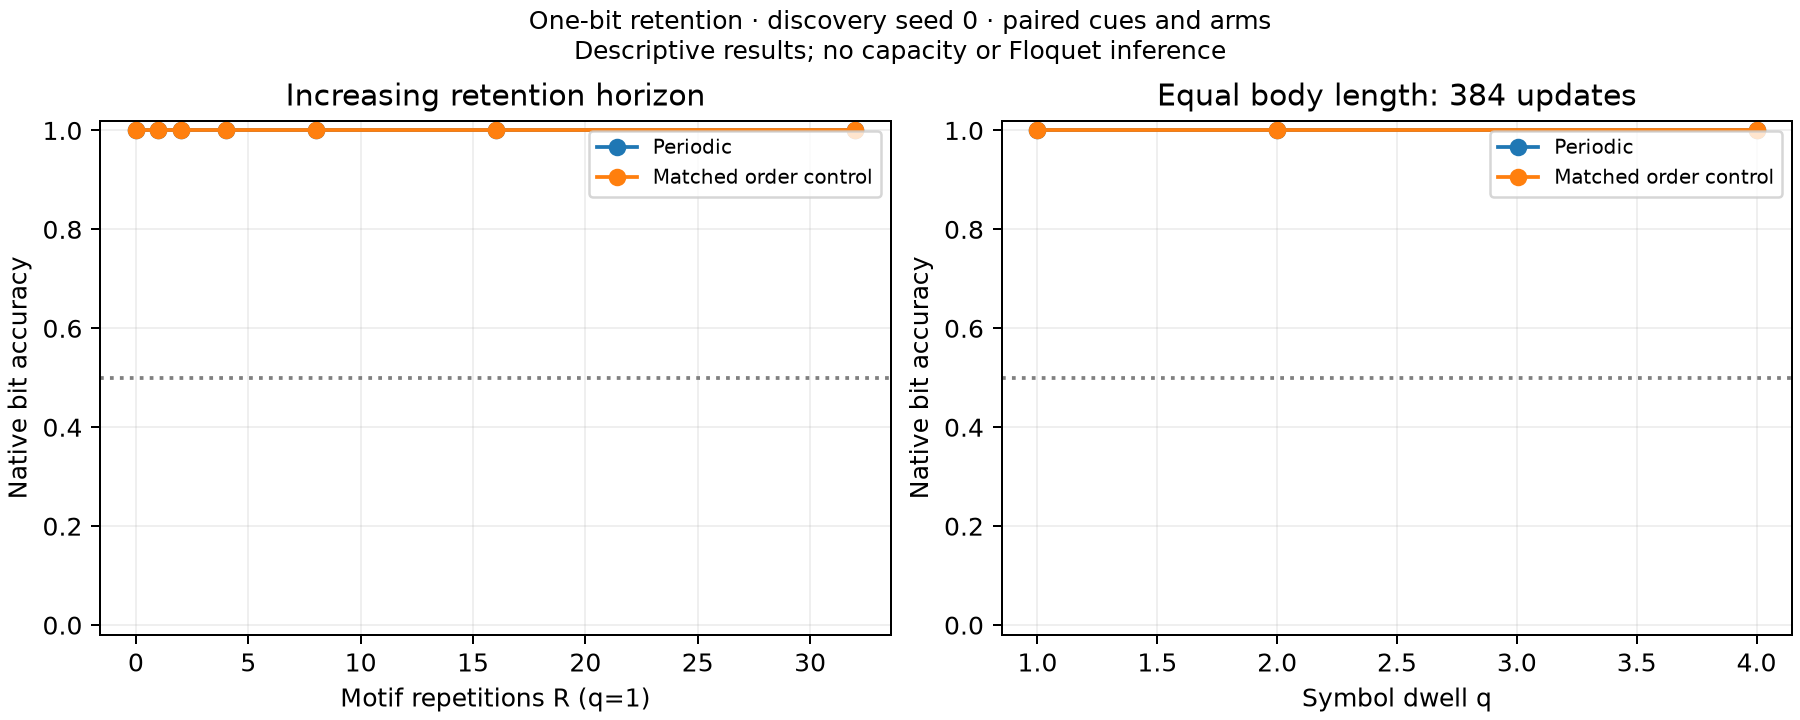 One-bit retention · discovery seed 0 · paired cues and arms
Descriptive results; no capacity or Floquet inference
Increasing retention horizon
Native bit accuracy
1.0
0.8
0.6
0.4
0.2
0.0
Periodic
Matched order control
0 5 10 15 20 25 30
Motif repetitions R (q=1)
Equal body length: 384 updates
Native bit accuracy
1.0
0.8
0.6
0.4
0.2
0.0
Periodic
Matched order control
1.0 1.5 2.0 2.5 3.0 3.5 4.0
Symbol dwell q